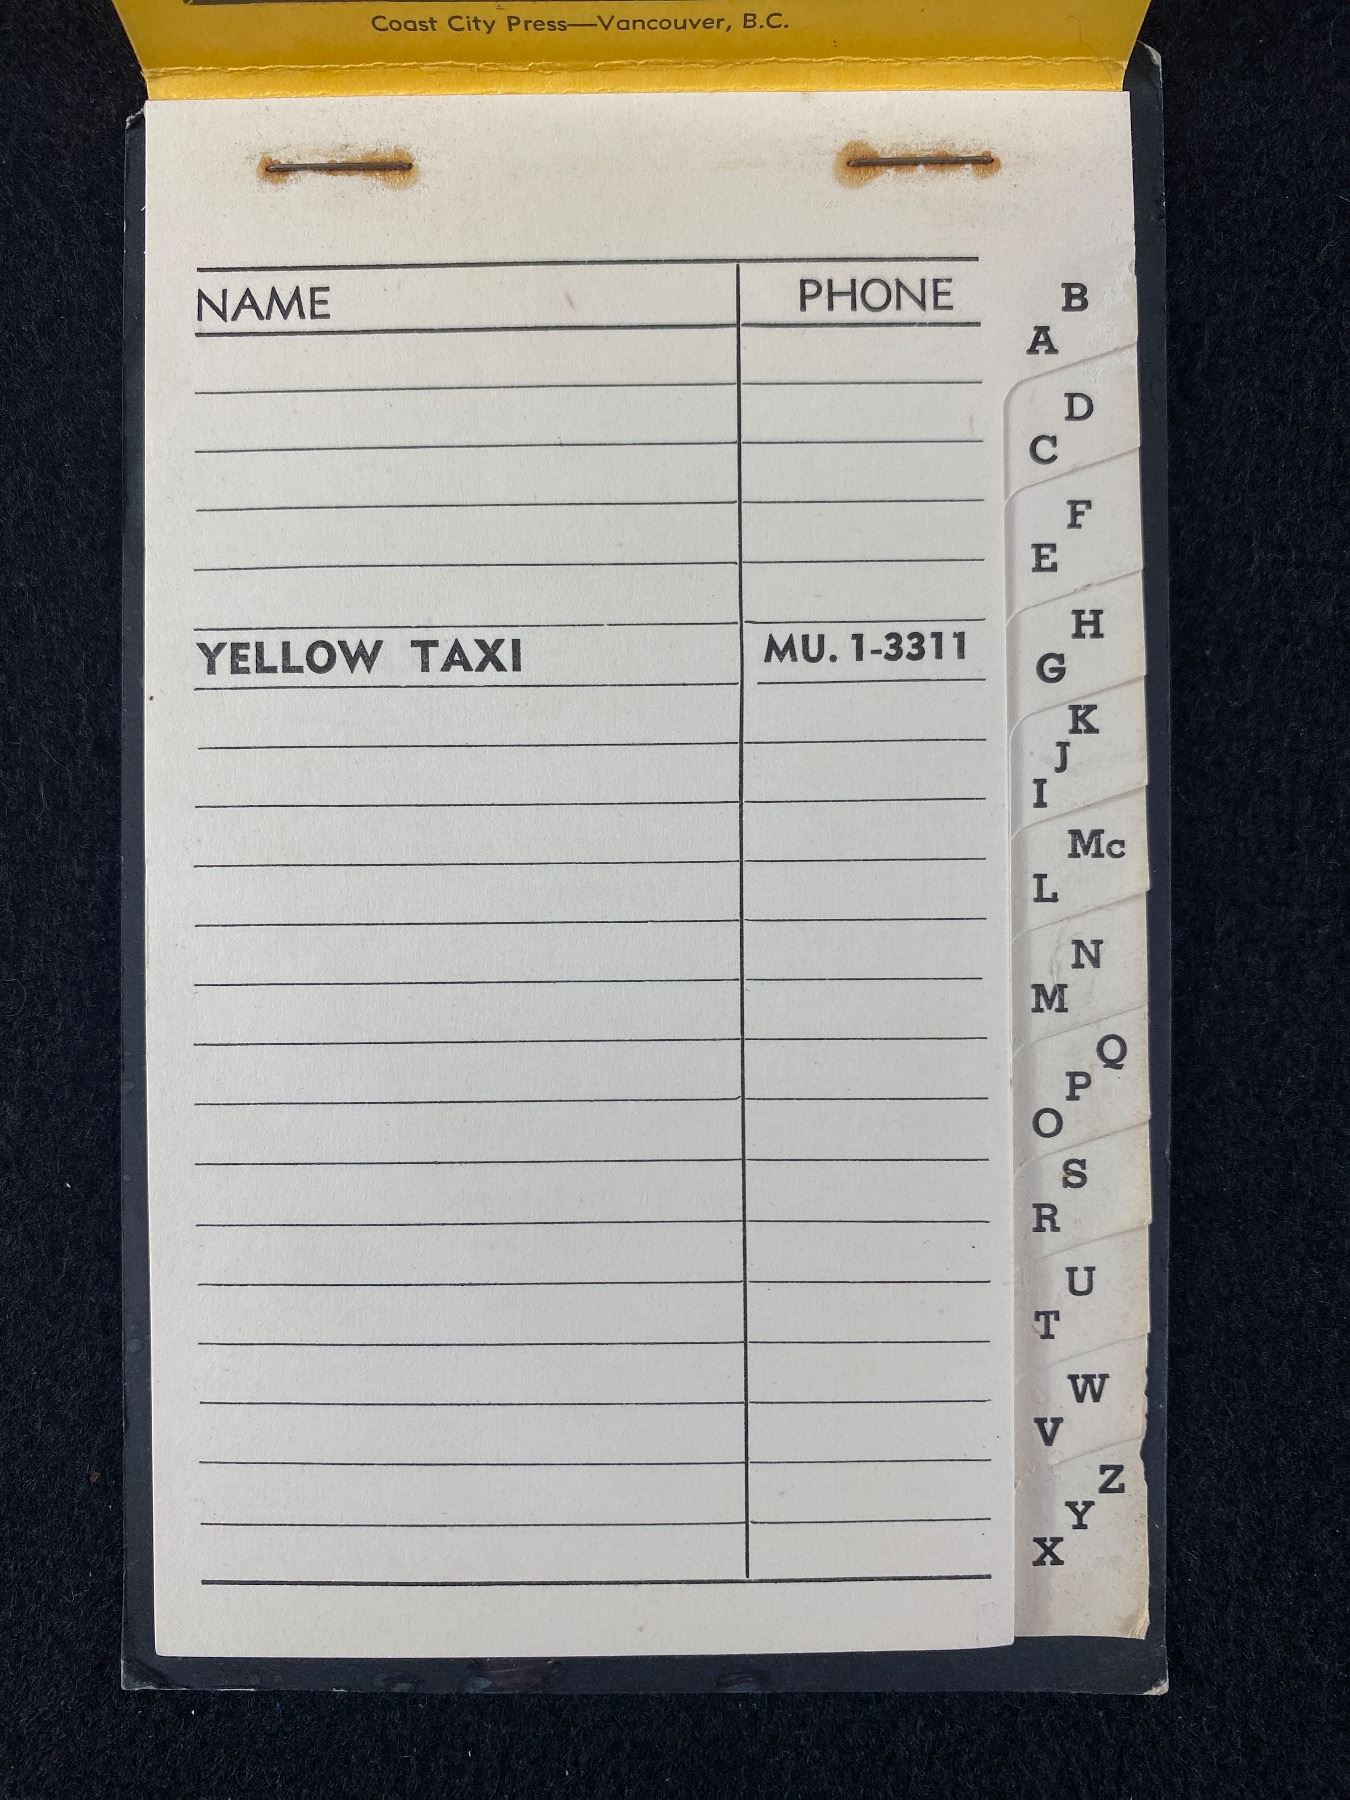 Coast City Press—Vancouver, B.C.
NAME PHONE
YELLOW TAXI MU. 1-3311
B
A
D
C
F
E
H
G
K
J
I
Mc
L
N
M
Q
P
O
S
R
U
T
W
V
Z
Y
X